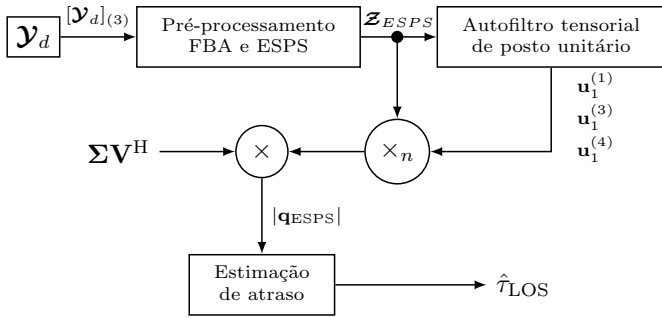 𝓨_d
[𝓨_d]_(3)
Pré-processamento
FBA e ESPS
𝓩_ESPS
Autofiltro tensorial
de posto unitário
u_1^(1)
u_1^(3)
u_1^(4)
ΣV^H
×
×_n
|q_ESPS|
Estimação
de atraso
τ̂_LOS